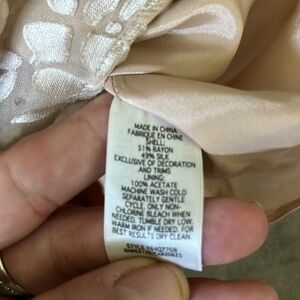 MADE IN CHINA
FABRIQUE EN CHINE
SHELL:
51% RAYON
49% SILK
EXCLUSIVE OF DECORATION
AND TRIMS
LINING:
100% ACETATE
MACHINE WASH COLD
SEPARATELY GENTLE
CYCLE. ONLY NON-
CHLORINE BLEACH WHEN
NEEDED. TUMBLE DRY LOW.
WARM IRON IF NEEDED. FOR
BEST RESULTS DRY CLEAN.